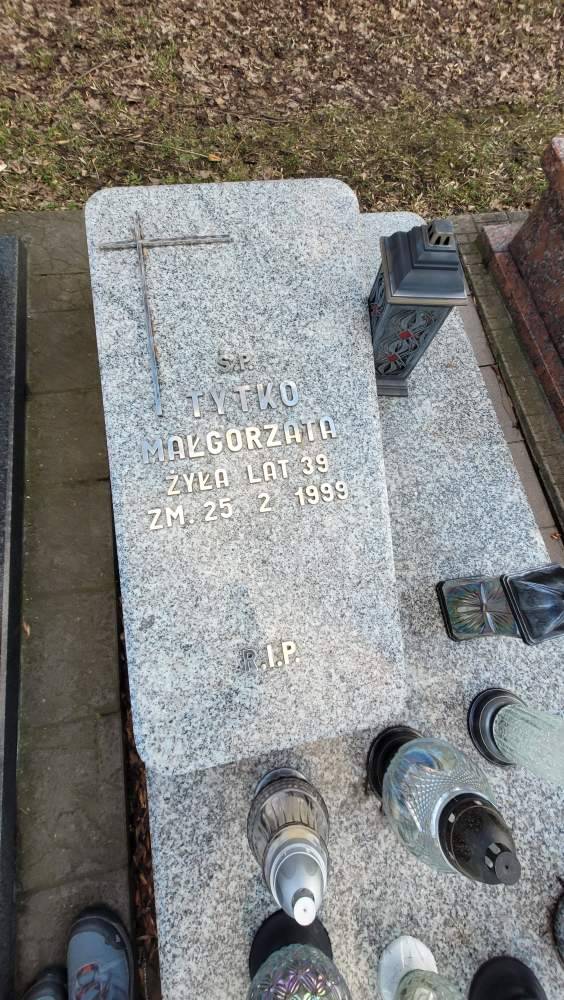 Ś.P.
TYTKO
MAŁGORZATA
ŻYŁA LAT 39
ZM. 25 2 1999
R.I.P.